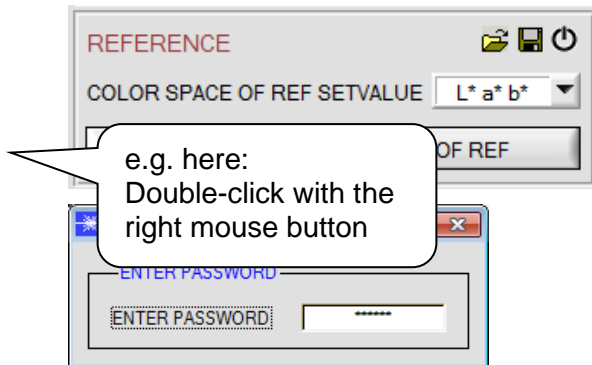 REFERENCE
COLOR SPACE OF REF SETVALUE L* a* b*
OF REF
e.g. here:
Double-click with the
right mouse button
ENTER PASSWORD
ENTER PASSWORD ******